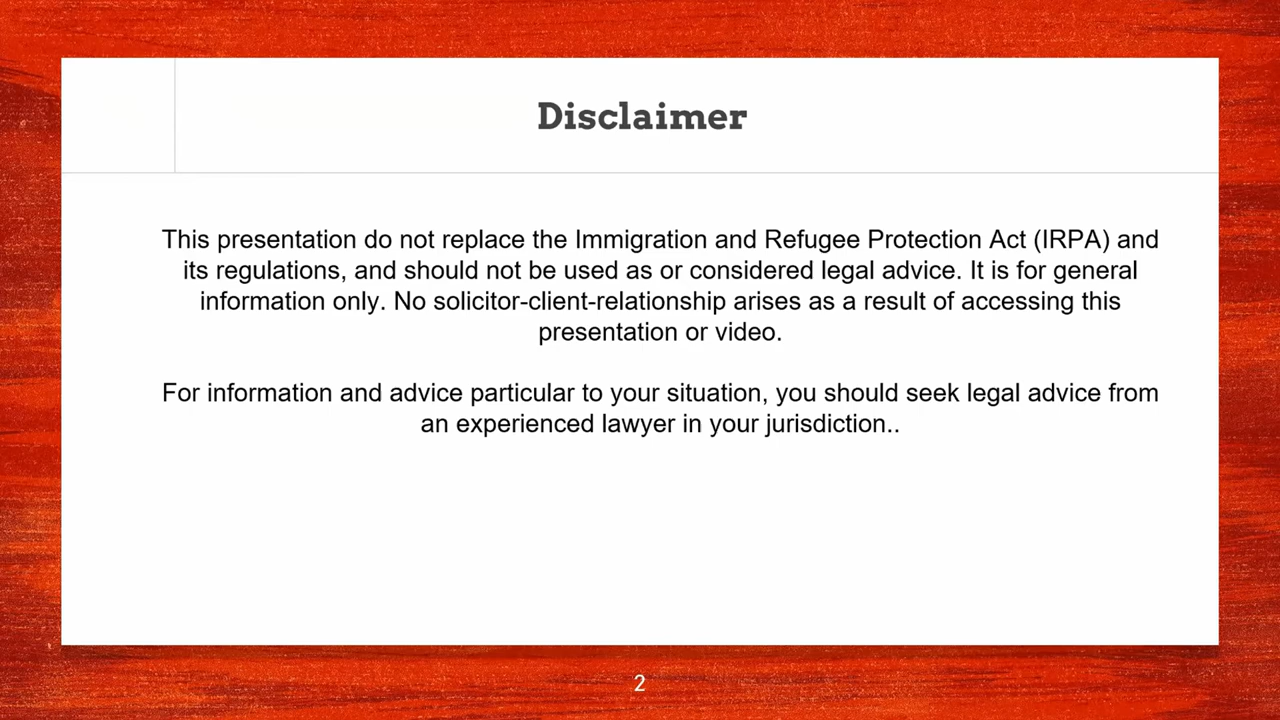 Disclaimer
This presentation do not replace the Immigration and Refugee Protection Act (IRPA) and
its regulations, and should not be used as or considered legal advice. It is for general
information only. No solicitor-client-relationship arises as a result of accessing this
presentation or video.
For information and advice particular to your situation, you should seek legal advice from
an experienced lawyer in your jurisdiction..
2